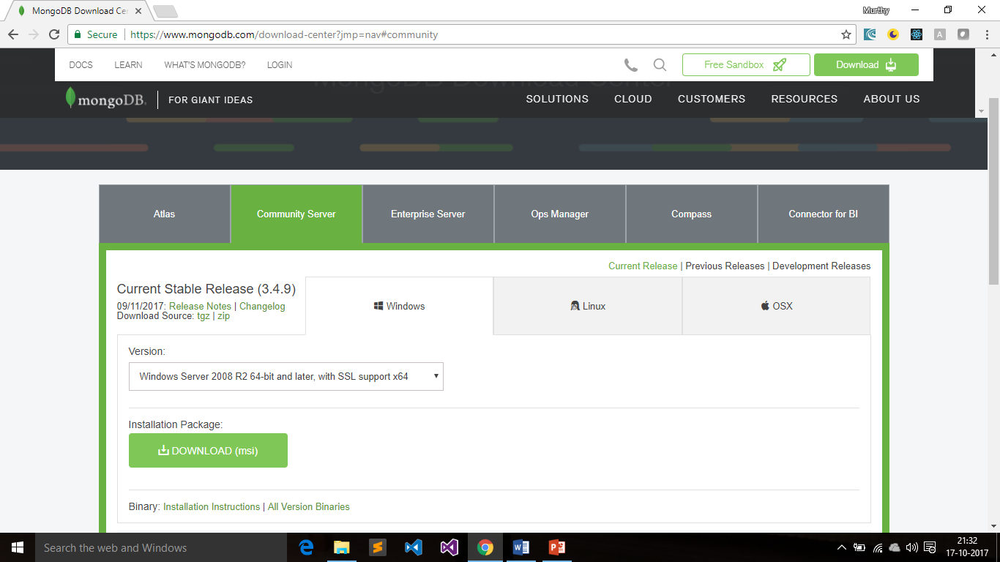 MongoDB Download Cen
Murthy
Secure
https://www.mongodb.com/download-center?jmp=nav#community
A
DOCS LEARN WHAT'S MONGODB? LOGIN
Free Sandbox
Download
MongoDB Download Center
mongoDB.
FOR GIANT IDEAS
SOLUTIONS CLOUD CUSTOMERS RESOURCES ABOUT US
Atlas
Community Server
Enterprise Server
Ops Manager
Compass
Connector for BI
Current Release | Previous Releases | Development Releases
Current Stable Release (3.4.9)
09/11/2017: Release Notes | Changelog
Download Source: tgz | zip
Windows
Linux
OSX
Version:
Windows Server 2008 R2 64-bit and later, with SSL support x64
Installation Package:
DOWNLOAD (msi)
Binary: Installation Instructions | All Version Binaries
Search the web and Windows
21:32
17-10-2017